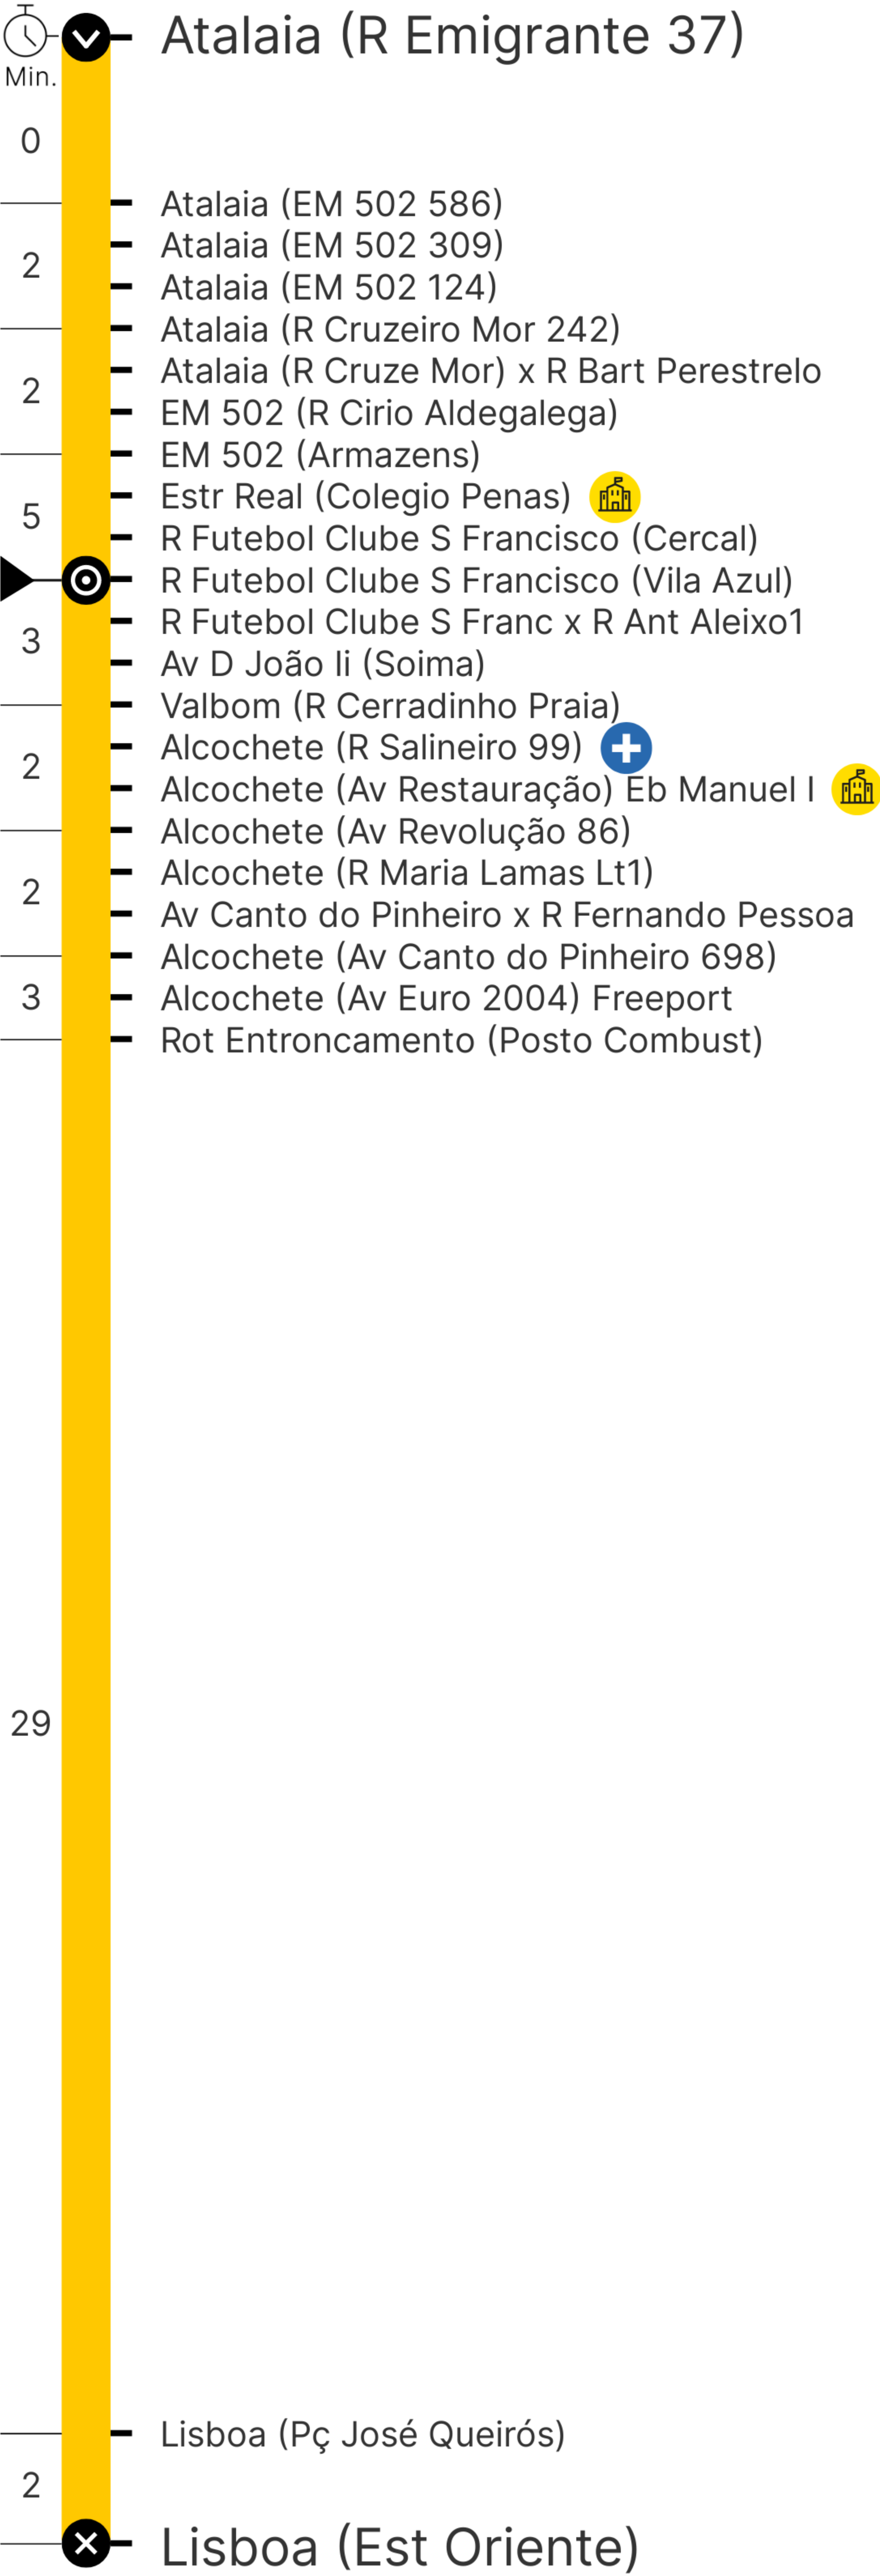 Atalaia (R Emigrante 37)
Min.
0
Atalaia (EM 502 586)
Atalaia (EM 502 309)
2
Atalaia (EM 502 124)
Atalaia (R Cruzeiro Mor 242)
Atalaia (R Cruze Mor) x R Bart Perestrelo
2
EM 502 (R Cirio Aldegalega)
EM 502 (Armazens)
Estr Real (Colegio Penas)
5
R Futebol Clube S Francisco (Cercal)
R Futebol Clube S Francisco (Vila Azul)
R Futebol Clube S Franc x R Ant Aleixo1
3
Av D João Ii (Soima)
Valbom (R Cerradinho Praia)
Alcochete (R Salineiro 99)
2
Alcochete (Av Restauração) Eb Manuel I
Alcochete (Av Revolução 86)
Alcochete (R Maria Lamas Lt1)
2
Av Canto do Pinheiro x R Fernando Pessoa
Alcochete (Av Canto do Pinheiro 698)
3
Alcochete (Av Euro 2004) Freeport
Rot Entroncamento (Posto Combust)
29
Lisboa (Pç José Queirós)
2
Lisboa (Est Oriente)